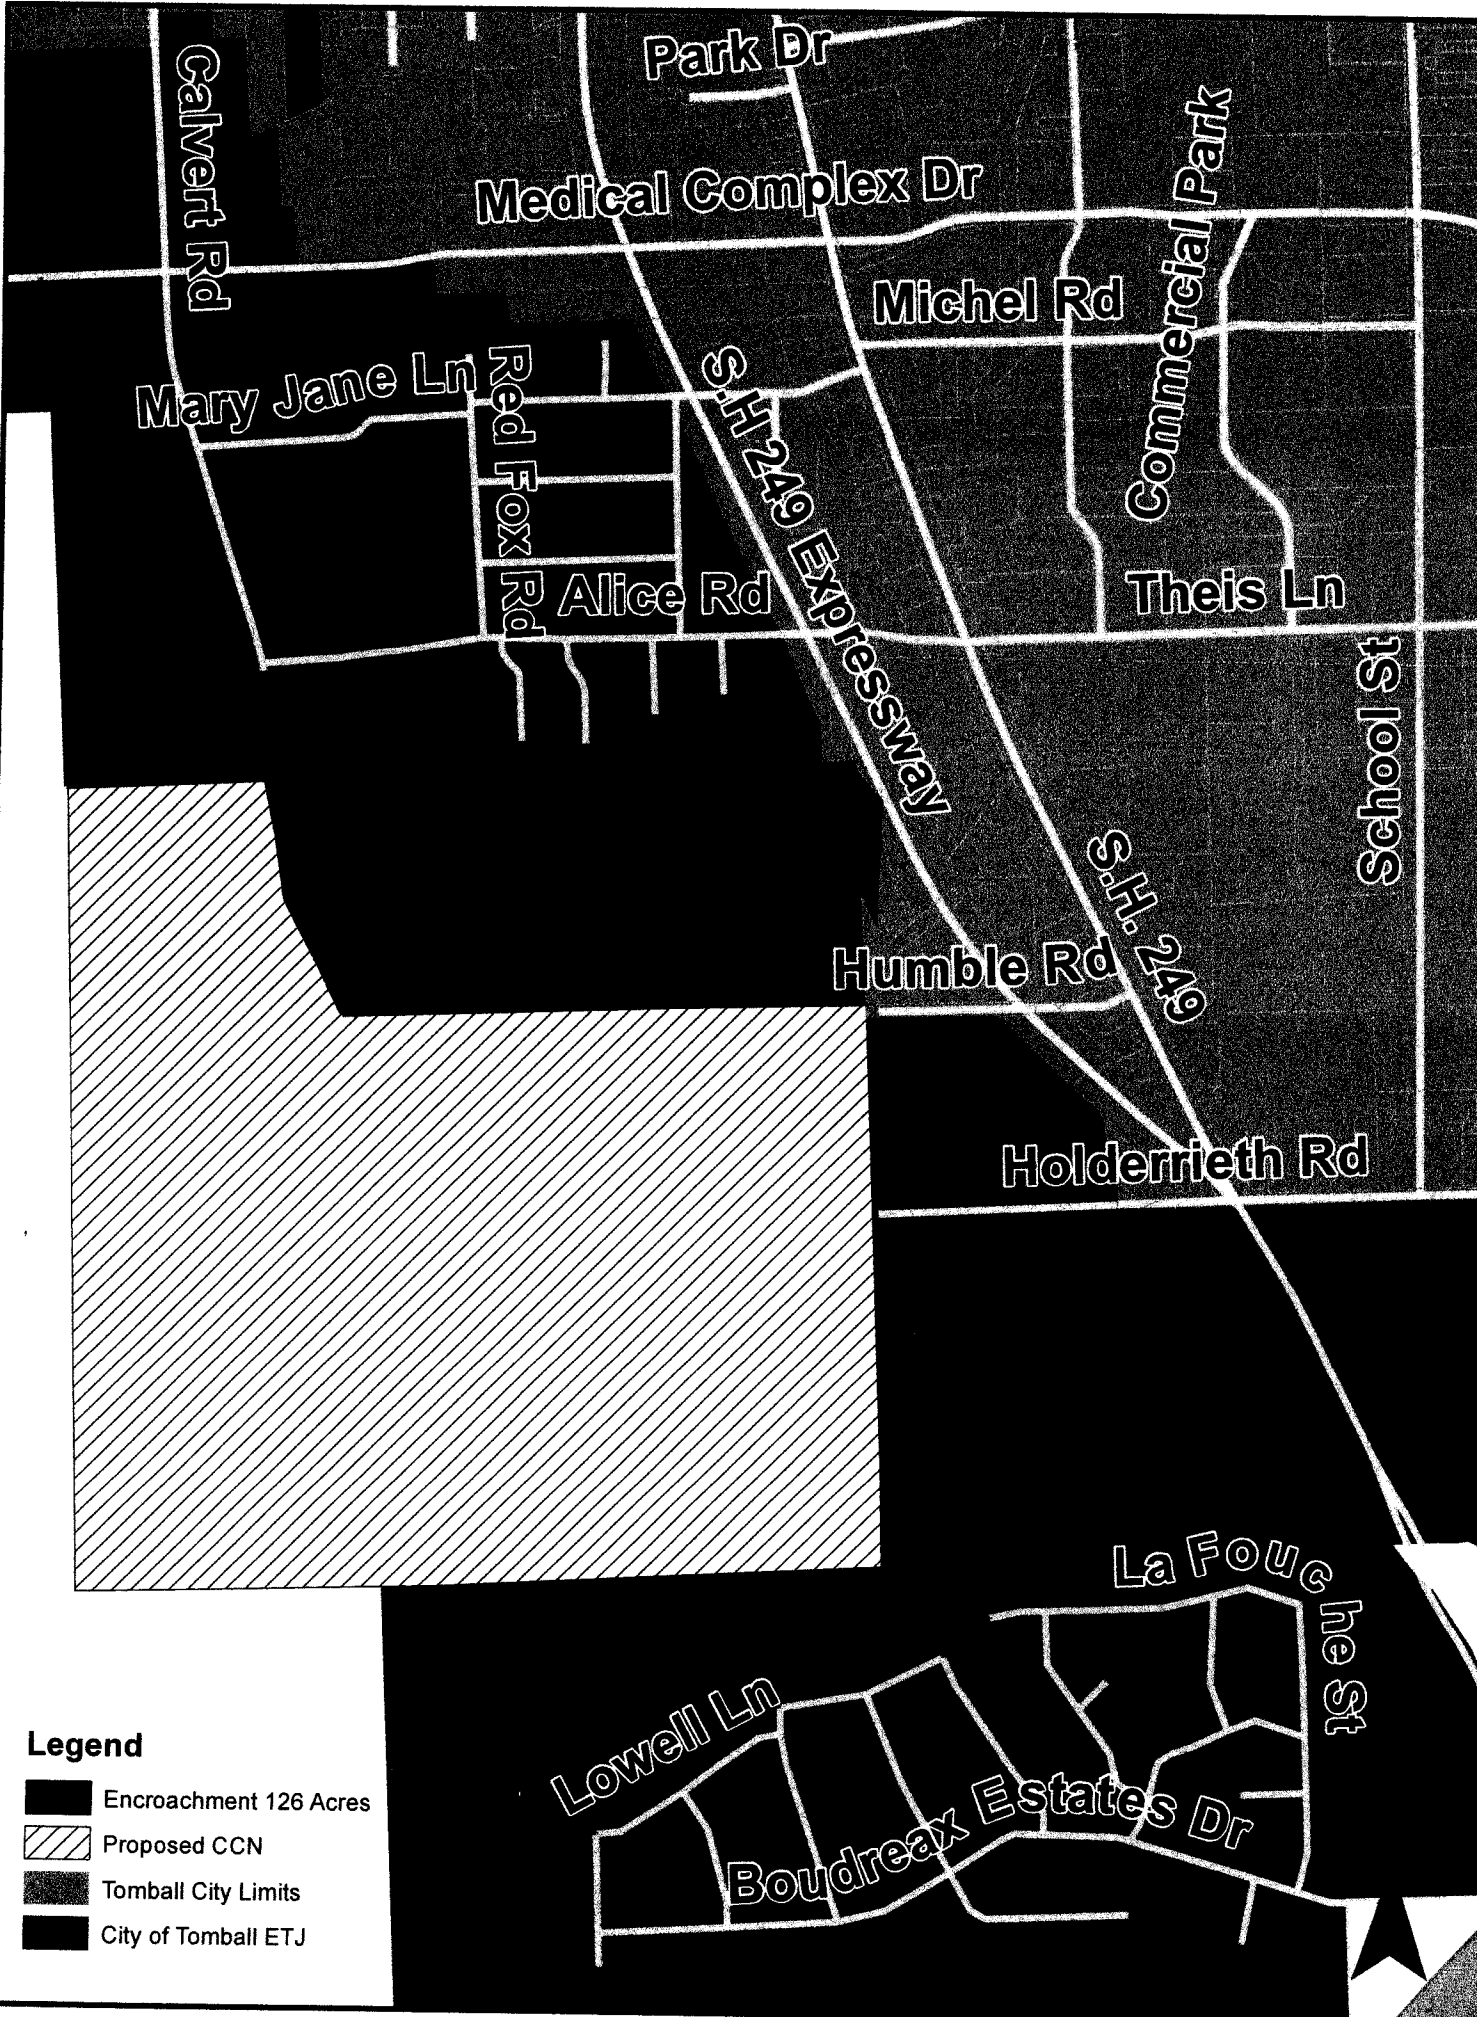 Park Dr
Calvert Rd
Medical Complex Dr
Commercial Park
Michel Rd
Mary Jane Ln
Red Fox Rd
S.H 249 Expressway
Alice Rd
Theis Ln
School St
S.H. 249
Humble Rd
Holderrieth Rd
La Fouche St
Lowell Ln
Boudreax Estates Dr
Legend
Encroachment 126 Acres
Proposed CCN
Tomball City Limits
City of Tomball ETJ